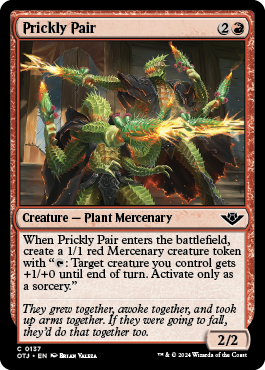 Prickly Pair 2
Creature — Plant Mercenary
When Prickly Pair enters the battlefield,
create a 1/1 red Mercenary creature token
with “: Target creature you control gets
+1/+0 until end of turn. Activate only as
a sorcery.”
They grew together, awoke together, and took
up arms together. If they were going to fall,
they’d do that together too.
2/2
C 0137
OTJ • EN Brian Valeza
™ & © 2024 Wizards of the Coast